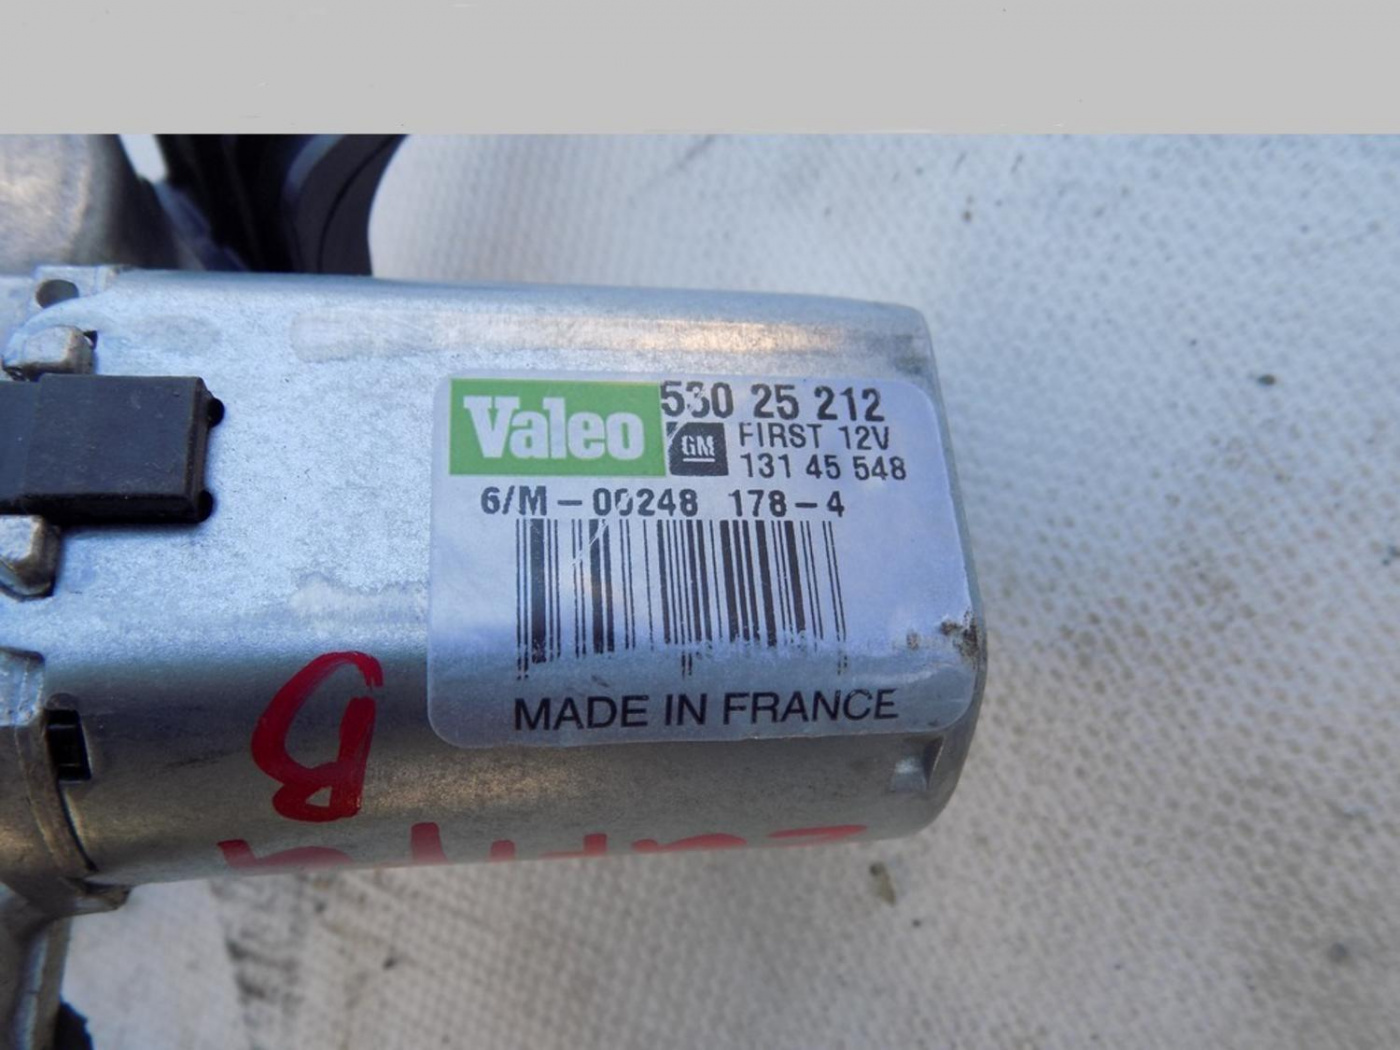 Valeo 530 25 212
GM FIRST 12V
131 45 548
6/M-00248 178-4
MADE IN FRANCE